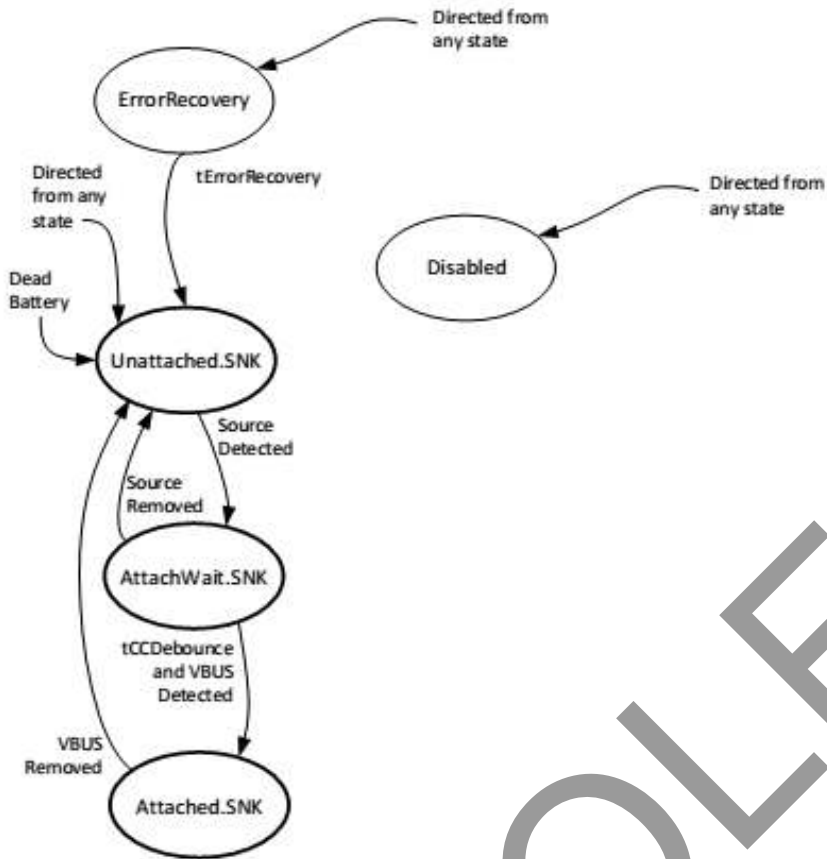 Directed from
any state
ErrorRecovery
tErrorRecovery
Directed
from any
state
Directed from
any state
Disabled
Dead
Battery
Unattached.SNK
Source
Detected
Source
Removed
AttachWait.SNK
tCCDebounce
and VBUS
Detected
VBUS
Removed
Attached.SNK
OLE